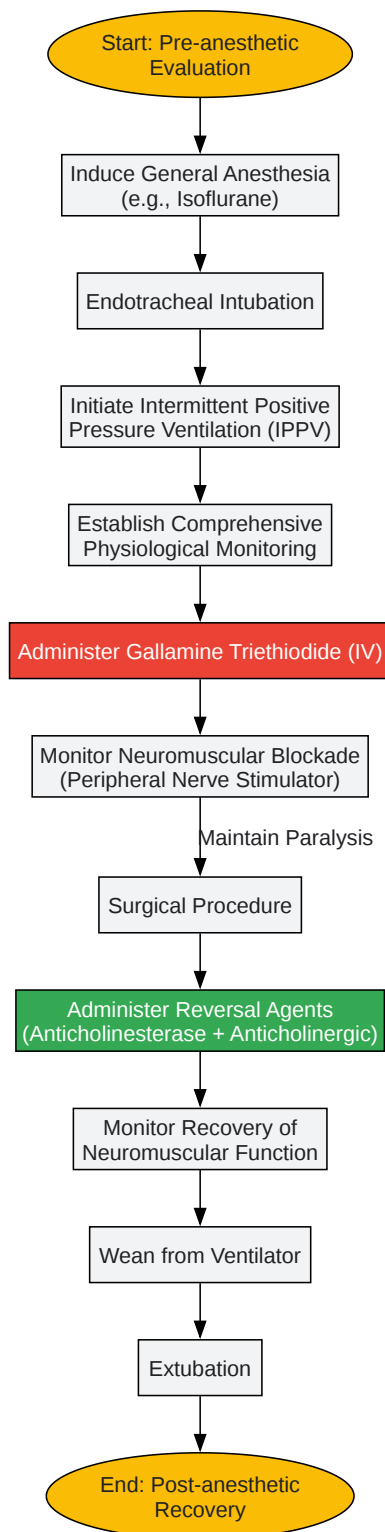 Start: Pre-anesthetic
Evaluation
Induce General Anesthesia
(e.g., Isoflurane)
Endotracheal Intubation
Initiate Intermittent Positive
Pressure Ventilation (IPPV)
Establish Comprehensive
Physiological Monitoring
Administer Gallamine Triethiodide (IV)
Monitor Neuromuscular Blockade
(Peripheral Nerve Stimulator)
Maintain Paralysis
Surgical Procedure
Administer Reversal Agents
(Anticholinesterase + Anticholinergic)
Monitor Recovery of
Neuromuscular Function
Wean from Ventilator
Extubation
End: Post-anesthetic
Recovery